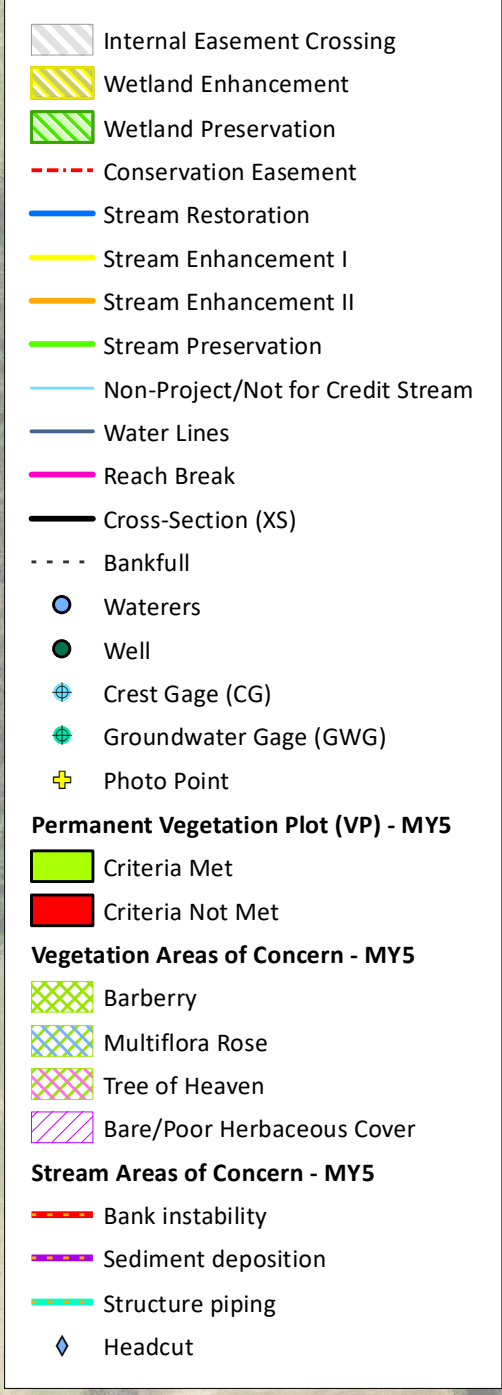 Internal Easement Crossing
Wetland Enhancement
Wetland Preservation
Conservation Easement
Stream Restoration
Stream Enhancement I
Stream Enhancement II
Stream Preservation
Non-Project/Not for Credit Stream
Water Lines
Reach Break
Cross-Section (XS)
Bankfull
Waterers
Well
Crest Gage (CG)
Groundwater Gage (GWG)
Photo Point
Permanent Vegetation Plot (VP) - MY5
Criteria Met
Criteria Not Met
Vegetation Areas of Concern - MY5
Barberry
Multiflora Rose
Tree of Heaven
Bare/Poor Herbaceous Cover
Stream Areas of Concern - MY5
Bank instability
Sediment deposition
Structure piping
Headcut